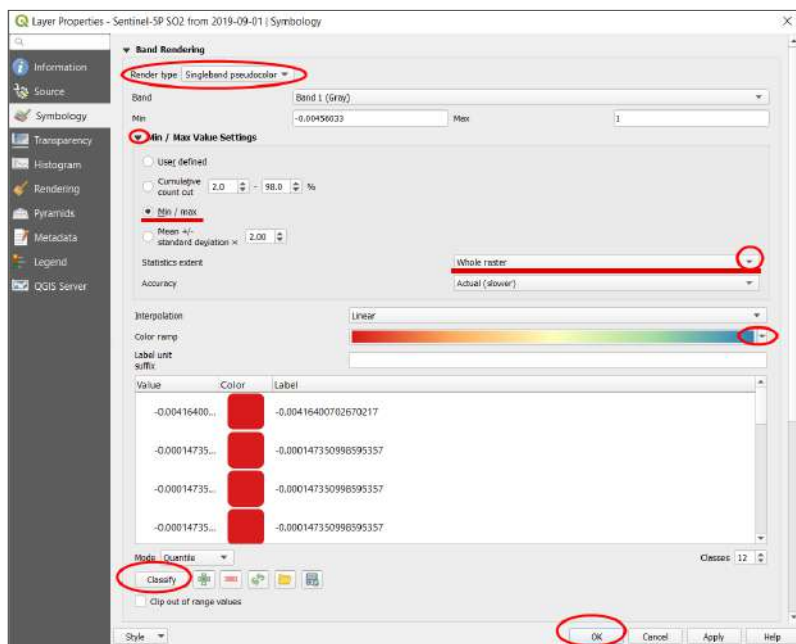 Layer Properties - Sentinel-5P SO2 from 2019-09-01 | Symbology
Information
Source
Symbology
Transparency
Histogram
Rendering
Pyramids
Metadata
Legend
QGIS Server
Band Rendering
Render type Singleband pseudocolor
Band Band 1 (Gray)
Min -0.00456033 Max 1
Min / Max Value Settings
User defined
Cumulative
count cut 2.0 - 98.0 %
Min / max
Mean +/-
standard deviation × 2.00
Statistics extent Whole raster
Accuracy Actual (slower)
Interpolation Linear
Color ramp
Label unit
suffix
Value Color Label
-0.00416400... -0.00416400702670217
-0.00014735... -0.000147350998595357
-0.00014735... -0.000147350998595357
-0.00014735... -0.000147350998595357
Mode Quantile Classes 12
Classify
Clip out of range values
Style OK Cancel Apply Help